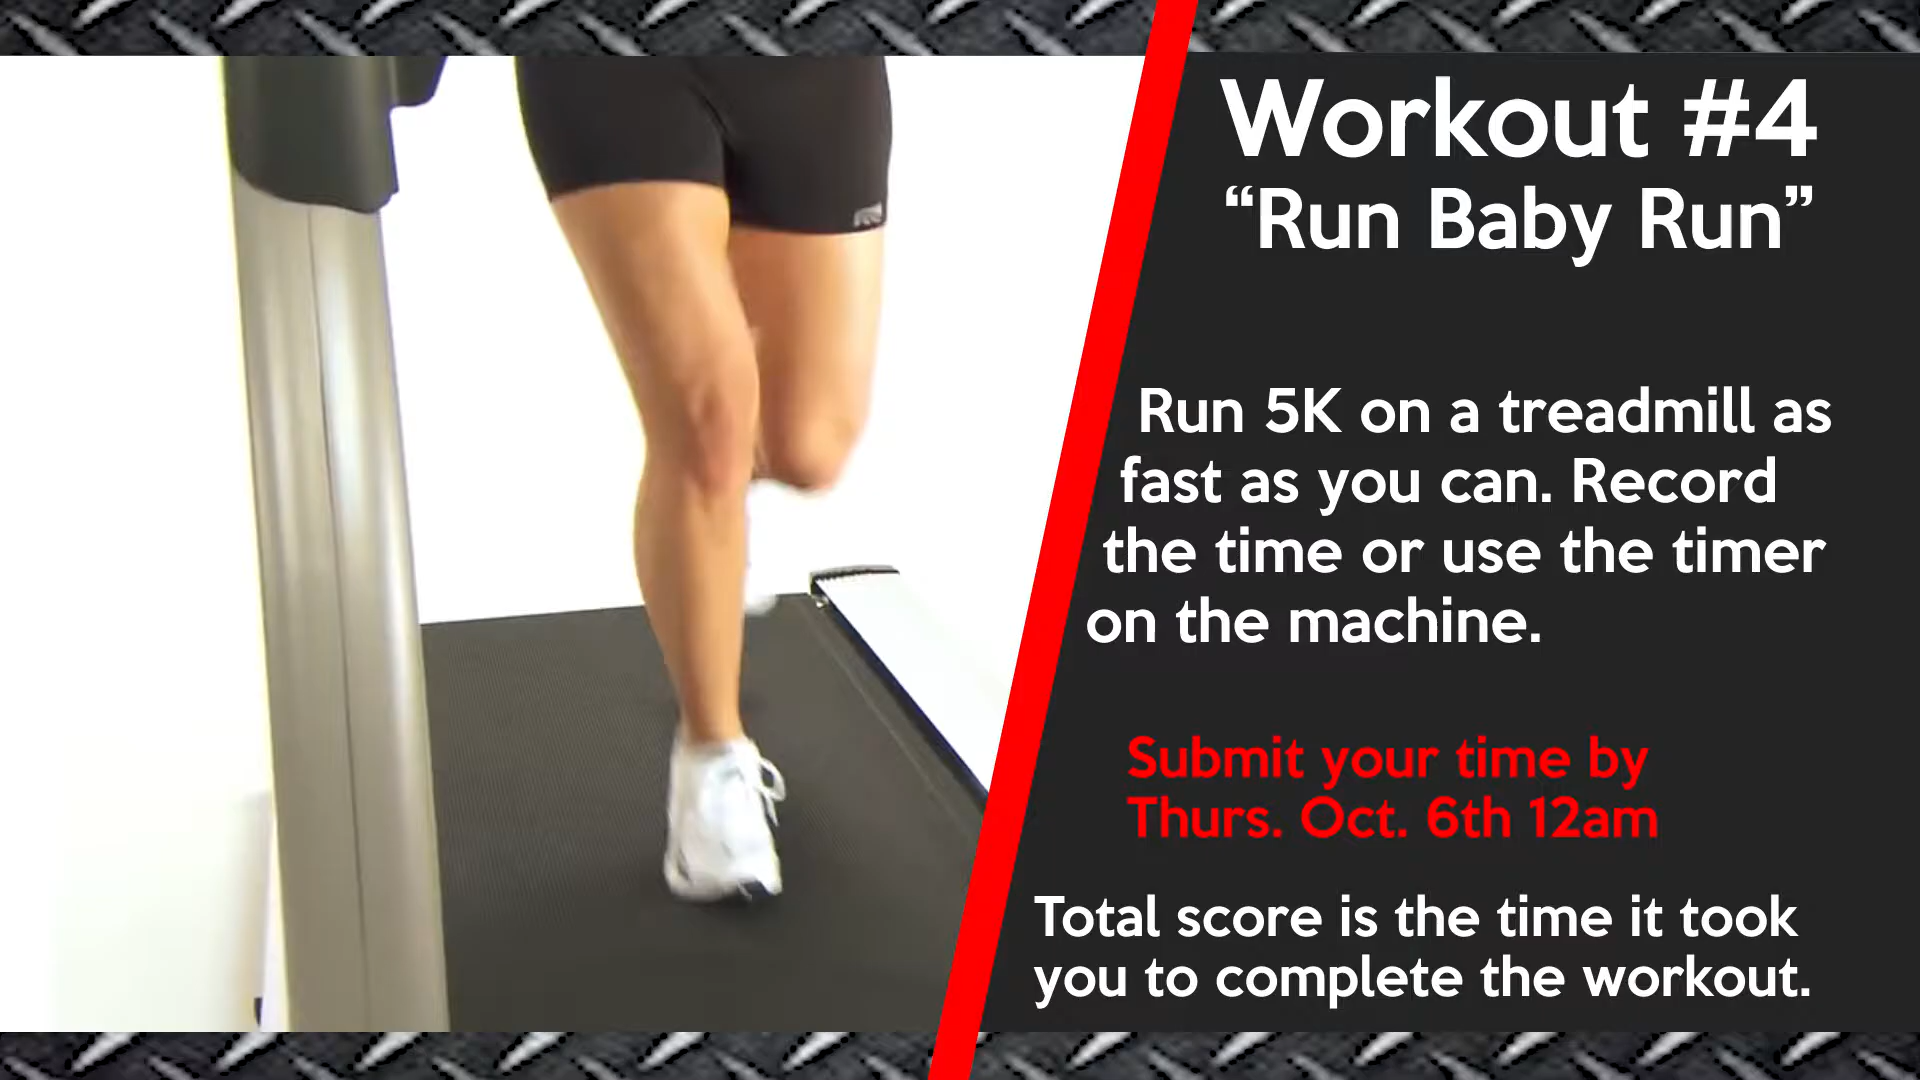 Workout #4
“Run Baby Run”
Run 5K on a treadmill as
fast as you can. Record
the time or use the timer
on the machine.
Submit your time by
Thurs. Oct. 6th 12am
Total score is the time it took
you to complete the workout.